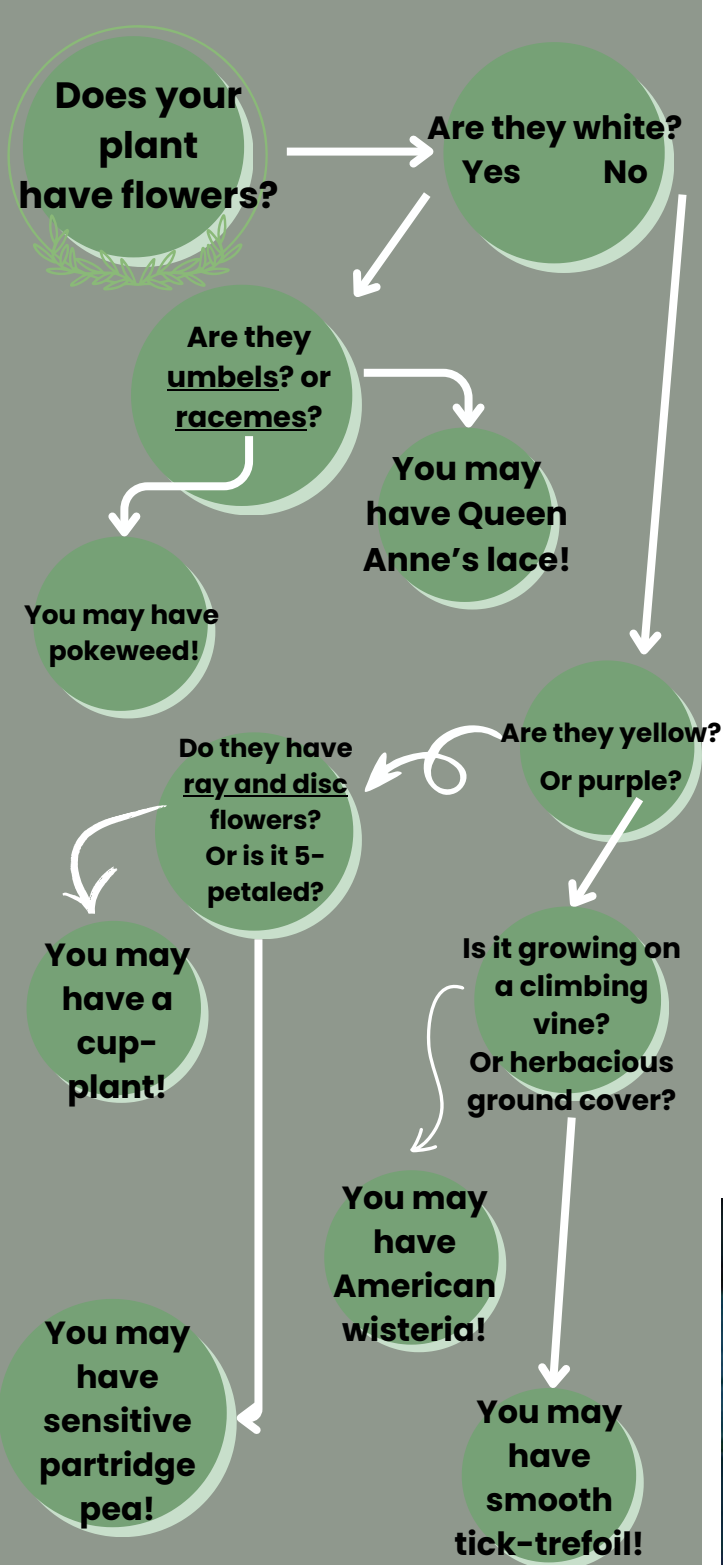 Does your
plant
have flowers?
Are they white?
Yes No
Are they
umbels? or
racemes?
You may
have Queen
Anne’s lace!
You may have
pokeweed!
Are they yellow?
Or purple?
Do they have
ray and disc
flowers?
Or is it 5-
petaled?
You may
have a
cup-
plant!
Is it growing on
a climbing
vine?
Or herbacious
ground cover?
You may
have
American
wisteria!
You may
have
sensitive
partridge
pea!
You may
have
smooth
tick-trefoil!